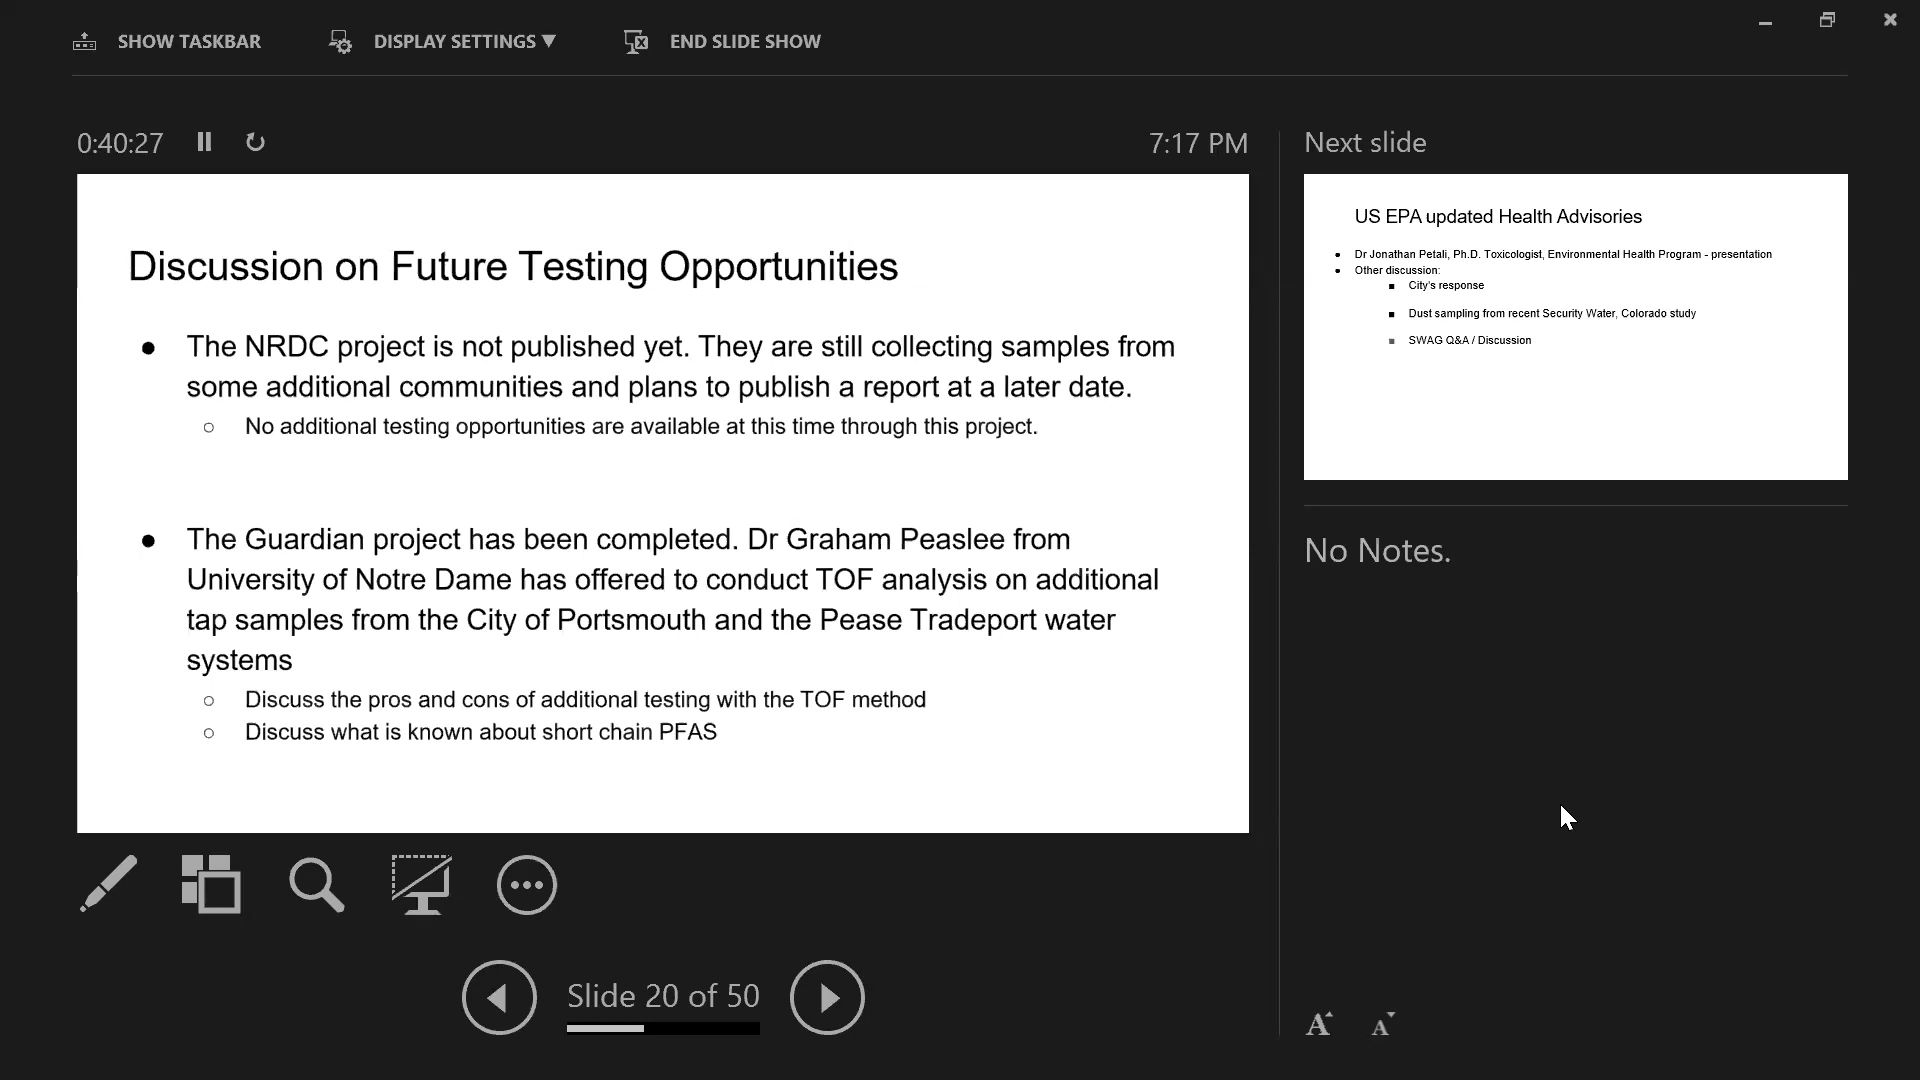 SHOW TASKBAR
DISPLAY SETTINGS ▼
END SLIDE SHOW
0:40:27
7:17 PM
Next slide
Discussion on Future Testing Opportunities
● The NRDC project is not published yet. They are still collecting samples from
some additional communities and plans to publish a report at a later date.
○ No additional testing opportunities are available at this time through this project.
● The Guardian project has been completed. Dr Graham Peaslee from
University of Notre Dame has offered to conduct TOF analysis on additional
tap samples from the City of Portsmouth and the Pease Tradeport water
systems
○ Discuss the pros and cons of additional testing with the TOF method
○ Discuss what is known about short chain PFAS
US EPA updated Health Advisories
● Dr Jonathan Petali, Ph.D. Toxicologist, Environmental Health Program - presentation
● Other discussion:
■ City's response
■ Dust sampling from recent Security Water, Colorado study
■ SWAG Q&A / Discussion
No Notes.
Slide 20 of 50
A A